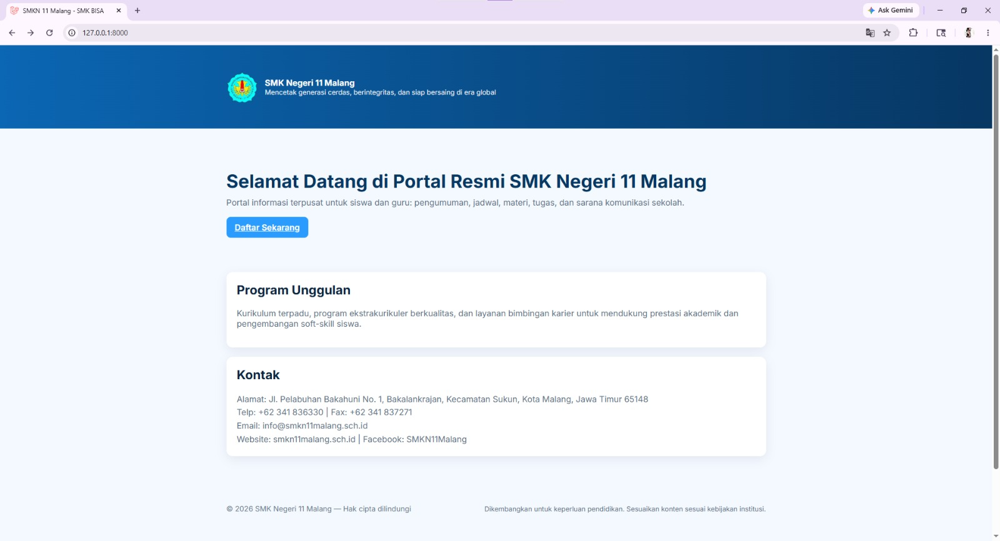 SMKN 11 Malang - SMK BISA
Ask Gemini
127.0.0.1:8000
SMK Negeri 11 Malang
Mencetak generasi cerdas, berintegritas, dan siap bersaing di era global
Selamat Datang di Portal Resmi SMK Negeri 11 Malang
Portal informasi terpusat untuk siswa dan guru: pengumuman, jadwal, materi, tugas, dan sarana komunikasi sekolah.
Daftar Sekarang
Program Unggulan
Kurikulum terpadu, program ekstrakurikuler berkualitas, dan layanan bimbingan karier untuk mendukung prestasi akademik dan
pengembangan soft-skill siswa.
Kontak
Alamat: Jl. Pelabuhan Bakahuni No. 1, Bakalankrajan, Kecamatan Sukun, Kota Malang, Jawa Timur 65148
Telp: +62 341 836330 | Fax: +62 341 837271
Email: info@smkn11malang.sch.id
Website: smkn11malang.sch.id | Facebook: SMKN11Malang
© 2026 SMK Negeri 11 Malang — Hak cipta dilindungi
Dikembangkan untuk keperluan pendidikan. Sesuaikan konten sesuai kebijakan institusi.